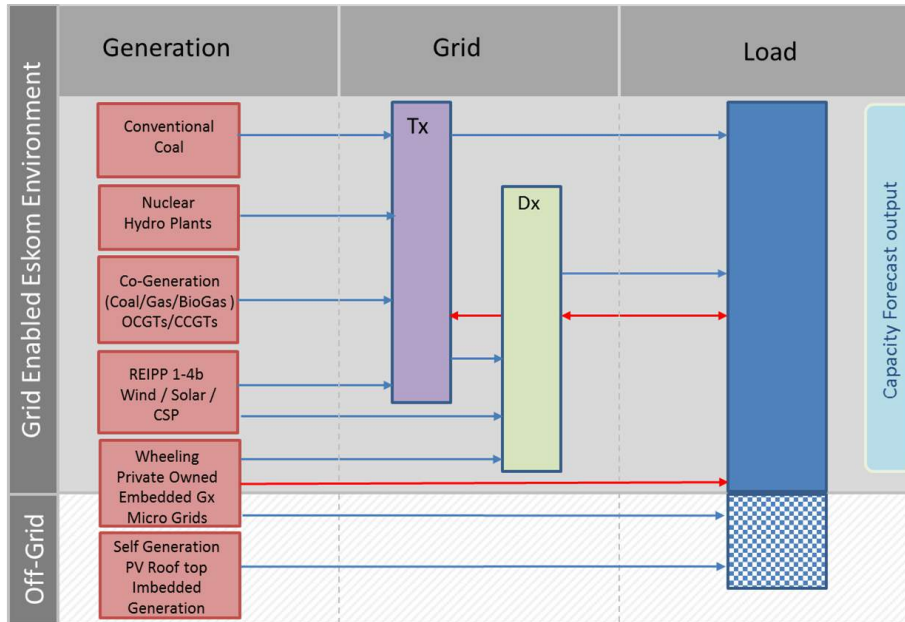 Generation
Grid
Load
Grid Enabled Eskom Environment
Off-Grid
Conventional
Coal
Nuclear
Hydro Plants
Co-Generation
(Coal/Gas/BioGas )
OCGTs/CCGTs
REIPP 1-4b
Wind / Solar /
CSP
Wheeling
Private Owned
Embedded Gx
Micro Grids
Self Generation
PV Roof top
Imbedded
Generation
Tx
Dx
Capacity Forecast output